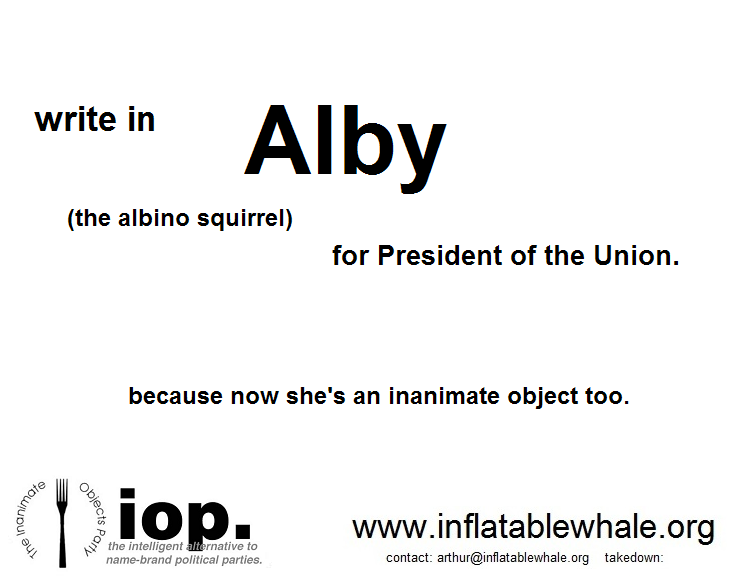 write in Alby
(the albino squirrel)
for President of the Union.
because now she's an inanimate object too.
The Inanimate Objects Party
iop.
the intelligent alternative to
name-brand political parties.
www.inflatablewhale.org
contact: arthur@inflatablewhale.org takedown: